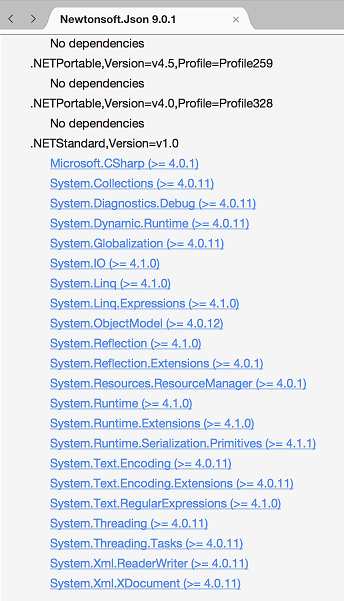 Newtonsoft.Json 9.0.1
No dependencies
.NETPortable,Version=v4.5,Profile=Profile259
No dependencies
.NETPortable,Version=v4.0,Profile=Profile328
No dependencies
.NETStandard,Version=v1.0
Microsoft.CSharp (>= 4.0.1)
System.Collections (>= 4.0.11)
System.Diagnostics.Debug (>= 4.0.11)
System.Dynamic.Runtime (>= 4.0.11)
System.Globalization (>= 4.0.11)
System.IO (>= 4.1.0)
System.Linq (>= 4.1.0)
System.Linq.Expressions (>= 4.1.0)
System.ObjectModel (>= 4.0.12)
System.Reflection (>= 4.1.0)
System.Reflection.Extensions (>= 4.0.1)
System.Resources.ResourceManager (>= 4.0.1)
System.Runtime (>= 4.1.0)
System.Runtime.Extensions (>= 4.1.0)
System.Runtime.Serialization.Primitives (>= 4.1.1)
System.Text.Encoding (>= 4.0.11)
System.Text.Encoding.Extensions (>= 4.0.11)
System.Text.RegularExpressions (>= 4.1.0)
System.Threading (>= 4.0.11)
System.Threading.Tasks (>= 4.0.11)
System.Xml.ReaderWriter (>= 4.0.11)
System.Xml.XDocument (>= 4.0.11)